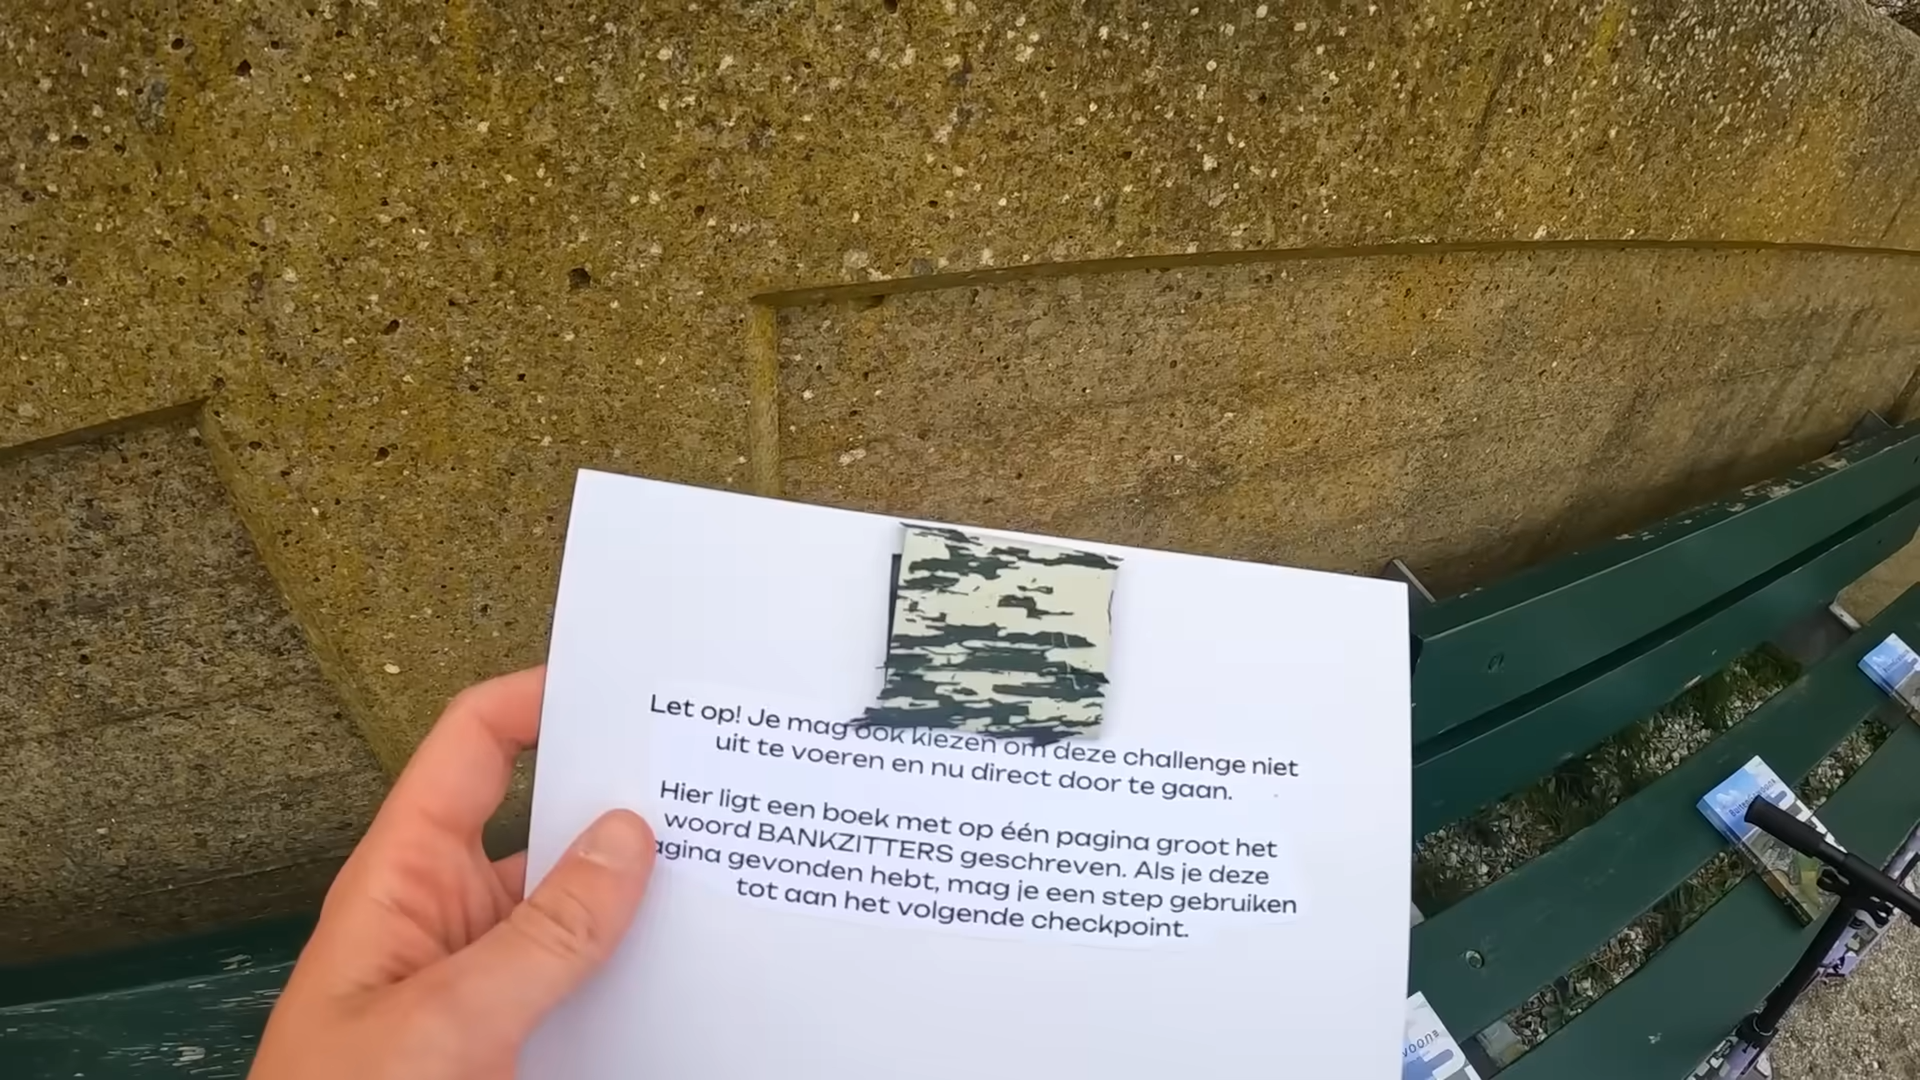 Let op! Je mag ook kiezen om deze challenge niet
uit te voeren en nu direct door te gaan.
Hier ligt een boek met op één pagina groot het
woord BANKZITTERS geschreven. Als je deze
agina gevonden hebt, mag je een step gebruiken
tot aan het volgende checkpoint.